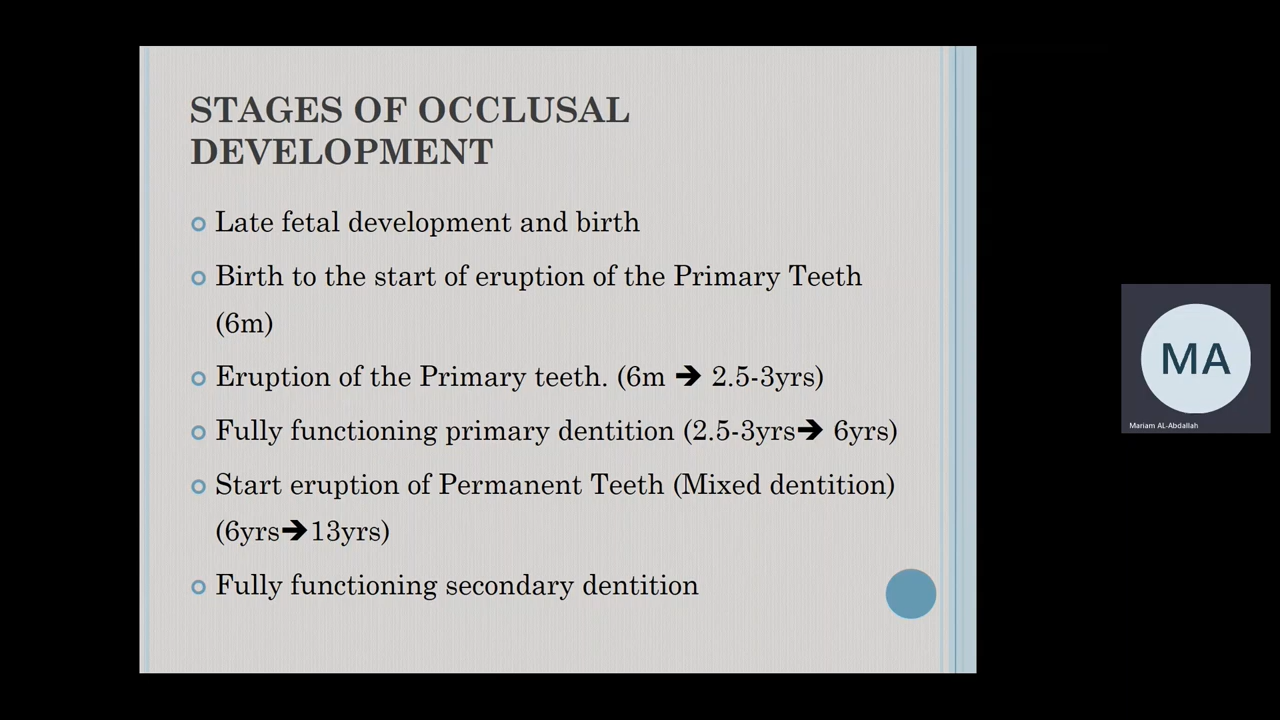 STAGES OF OCCLUSAL
DEVELOPMENT
Late fetal development and birth
Birth to the start of eruption of the Primary Teeth
(6m)
Eruption of the Primary teeth. (6m ➔ 2.5-3yrs)
Fully functioning primary dentition (2.5-3yrs➔ 6yrs)
Start eruption of Permanent Teeth (Mixed dentition)
(6yrs➔13yrs)
Fully functioning secondary dentition
MA
Mariam AL-Abdallah